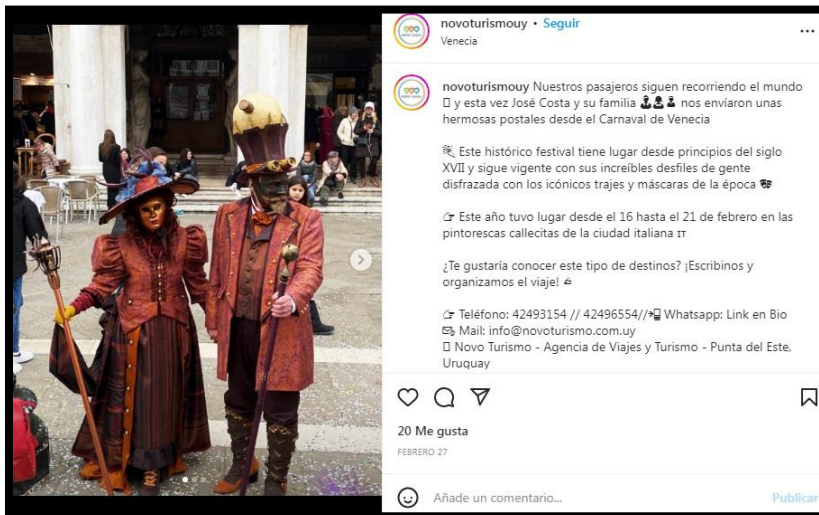 novoturismouy • Seguir
Venecia
novoturismouy Nuestros pasajeros siguen recorriendo el mundo
y esta vez José Costa y su familia nos envíaron unas
hermosas postales desde el Carnaval de Venecia
Este histórico festival tiene lugar desde principios del siglo
XVII y sigue vigente con sus increíbles desfiles de gente
disfrazada con los icónicos trajes y máscaras de la época
Este año tuvo lugar desde el 16 hasta el 21 de febrero en las
pintorescas callecitas de la ciudad italiana IT
¿Te gustaría conocer este tipo de destinos? ¡Escribinos y
organizamos el viaje!
Teléfono: 42493154 // 42496554// Whatsapp: Link en Bio
Mail: info@novoturismo.com.uy
Novo Turismo - Agencia de Viajes y Turismo - Punta del Este,
Uruguay
20 Me gusta
FEBRERO 27
Añade un comentario...
Publicar